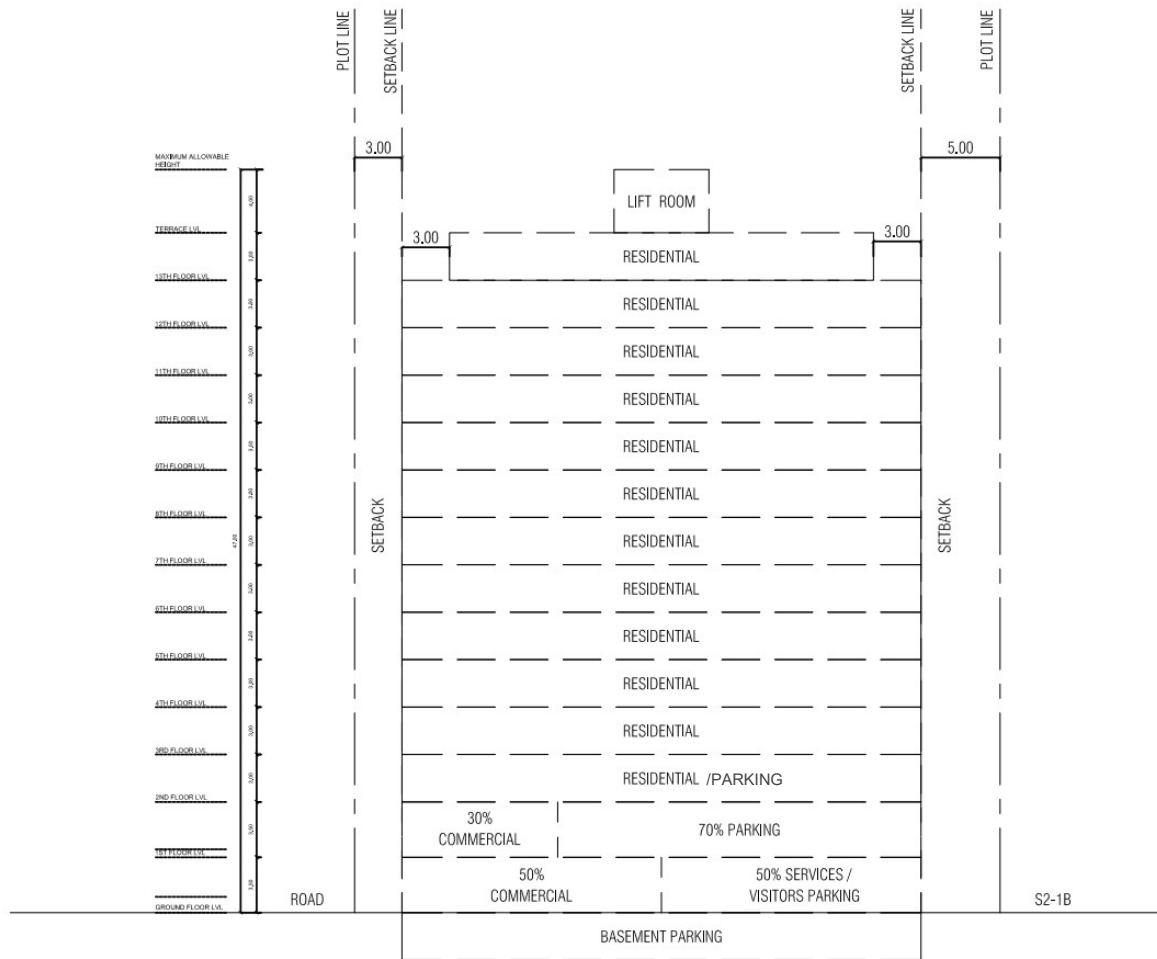 PLOT LINE
SETBACK LINE
SETBACK LINE
PLOT LINE
3.00
5.00
MAXIMUM ALLOWABLE
HEIGHT
4,00
LIFT ROOM
TERRACE LVL
3.00
3.00
RESIDENTIAL
13TH FLOOR LVL
RESIDENTIAL
12TH FLOOR LVL
RESIDENTIAL
11TH FLOOR LVL
RESIDENTIAL
10TH FLOOR LVL
RESIDENTIAL
9TH FLOOR LVL
RESIDENTIAL
8TH FLOOR LVL
SETBACK
RESIDENTIAL
SETBACK
7TH FLOOR LVL
RESIDENTIAL
6TH FLOOR LVL
RESIDENTIAL
5TH FLOOR LVL
RESIDENTIAL
4TH FLOOR LVL
RESIDENTIAL
3RD FLOOR LVL
RESIDENTIAL /PARKING
2ND FLOOR LVL
30%
COMMERCIAL
70% PARKING
1ST FLOOR LVL
50%
COMMERCIAL
50% SERVICES /
VISITORS PARKING
GROUND FLOOR LVL
ROAD
S2-1B
BASEMENT PARKING